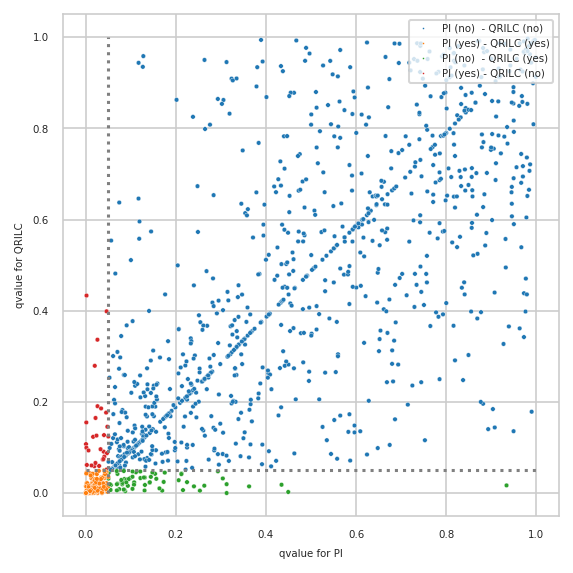 PI (no) - QRILC (no)
PI (yes) - QRILC (yes)
PI (no) - QRILC (yes)
PI (yes) - QRILC (no)
1.0
0.8
0.6
0.4
0.2
0.0
qvalue for QRILC
0.0 0.2 0.4 0.6 0.8 1.0
qvalue for PI